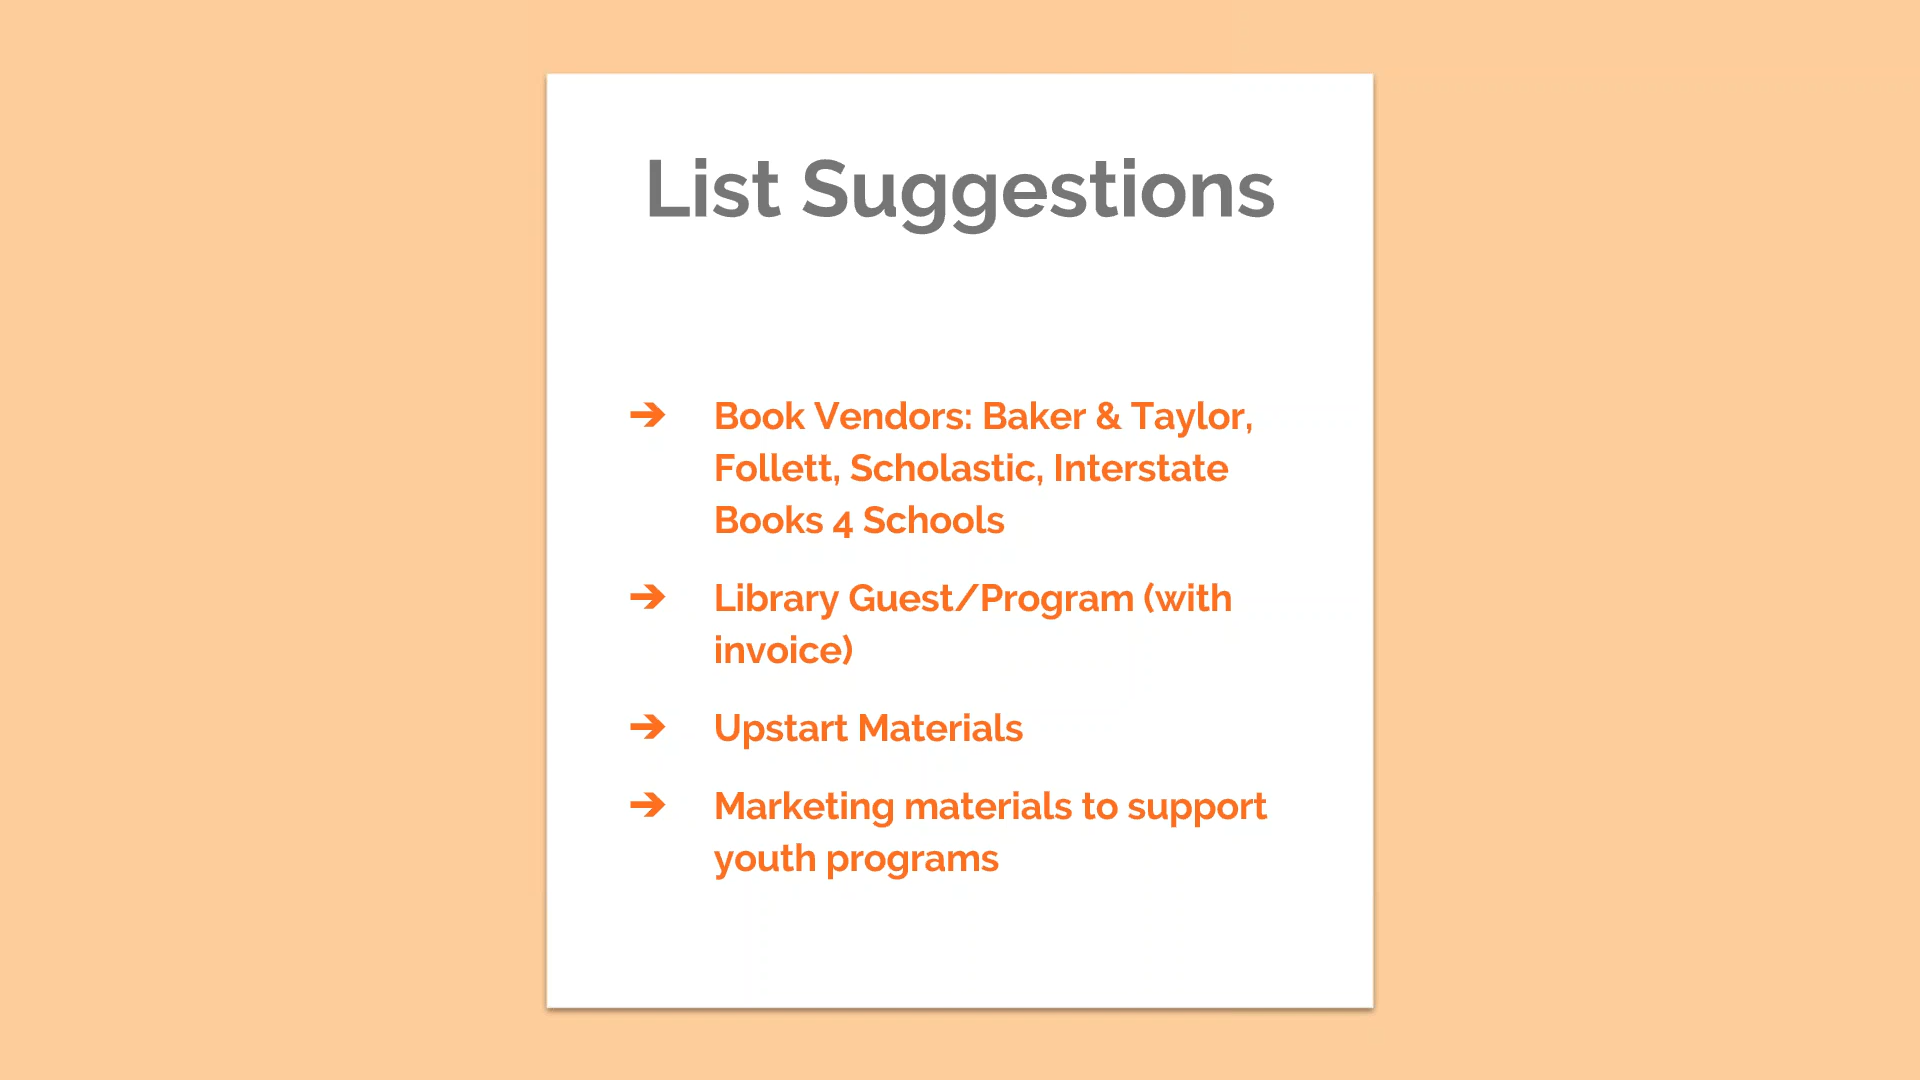 List Suggestions
➔ Book Vendors: Baker & Taylor,
Follett, Scholastic, Interstate
Books 4 Schools
➔ Library Guest/Program (with
invoice)
➔ Upstart Materials
➔ Marketing materials to support
youth programs